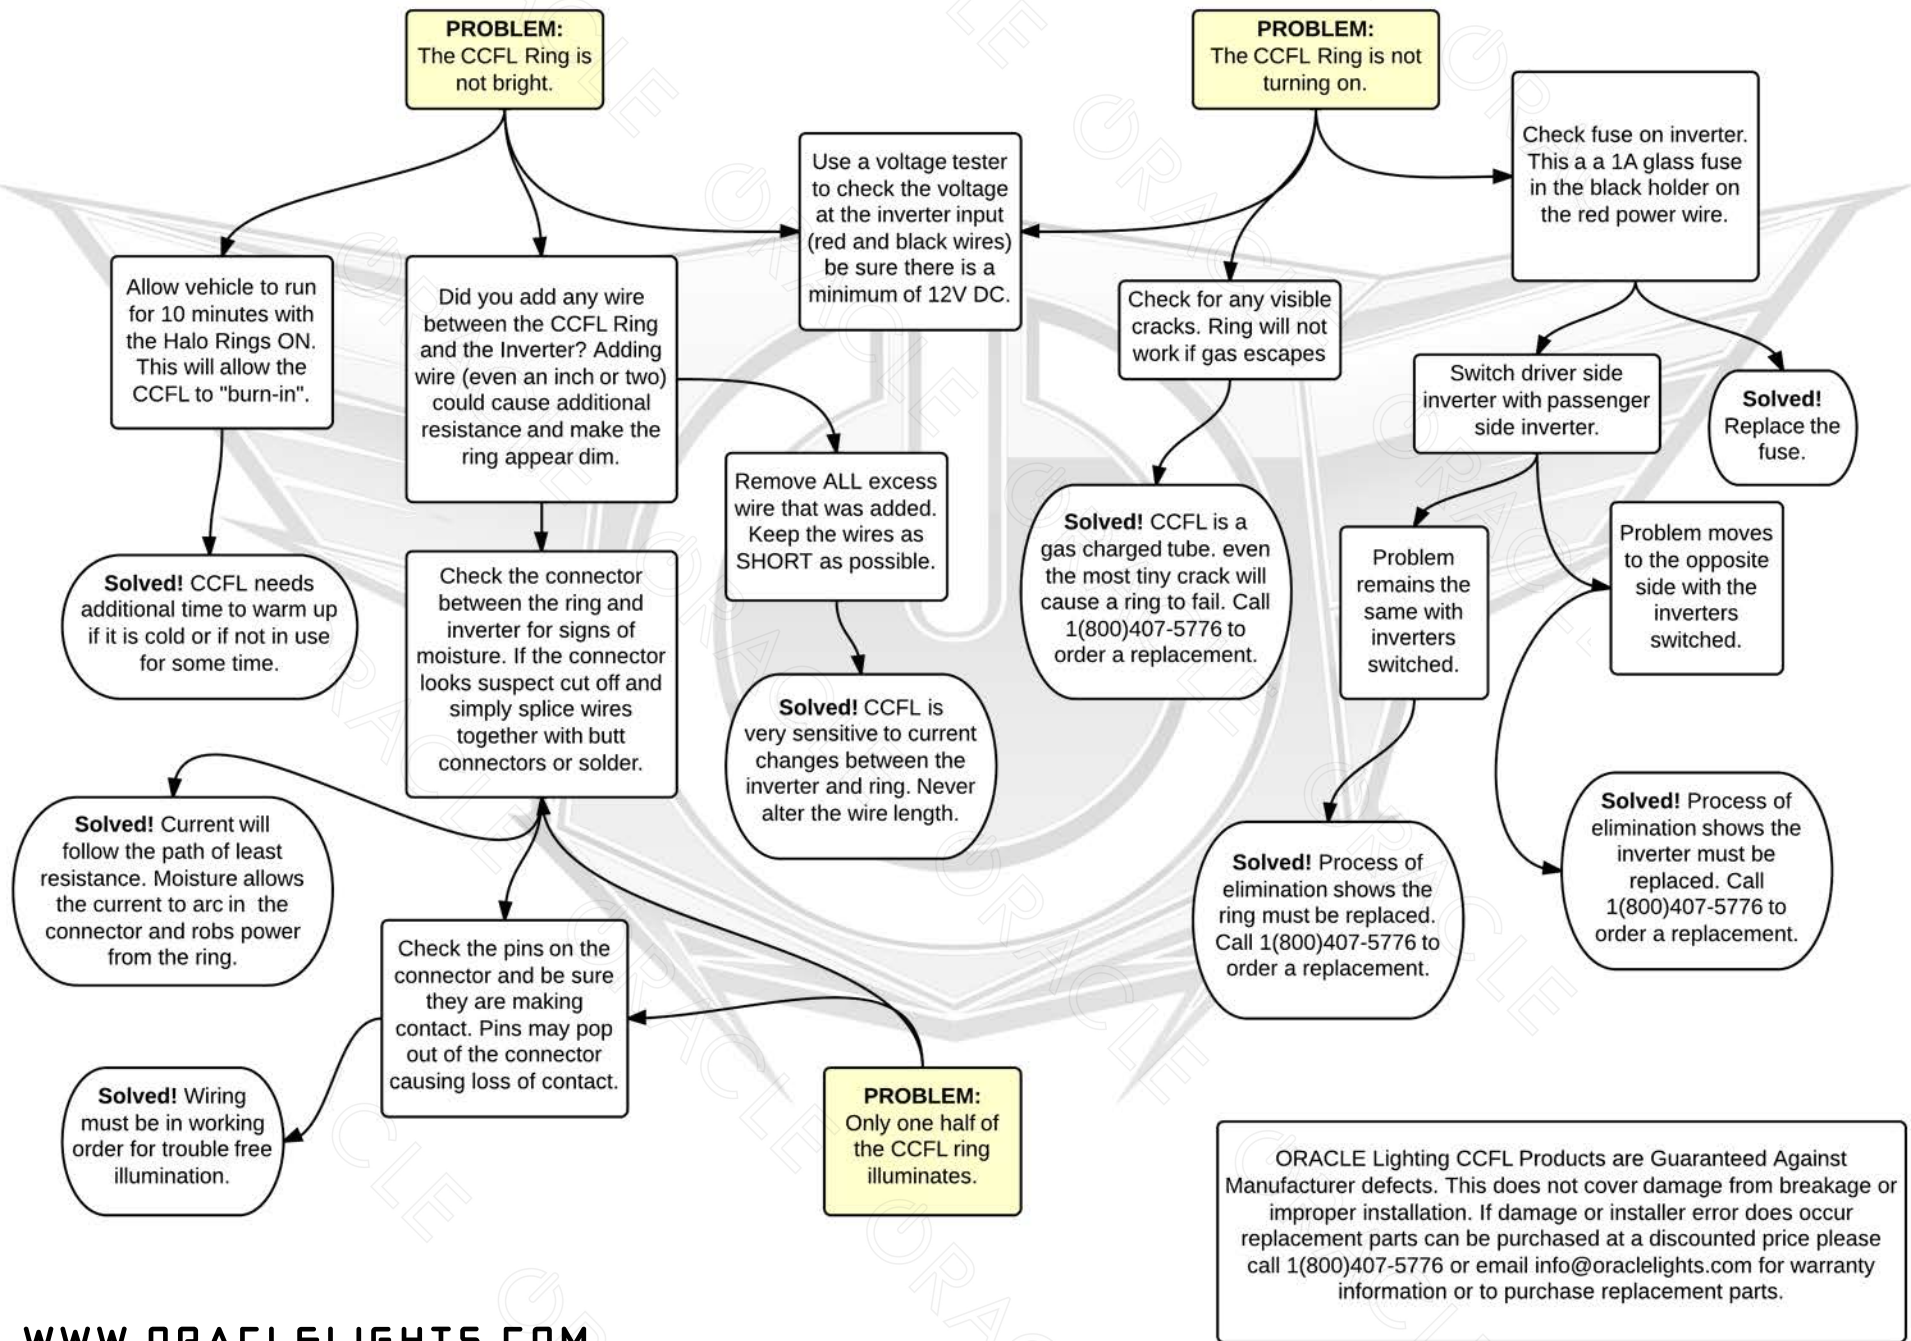 PROBLEM:
The CCFL Ring is
not bright.
PROBLEM:
The CCFL Ring is not
turning on.
Check fuse on inverter.
This a a 1A glass fuse
in the black holder on
the red power wire.
Use a voltage tester
to check the voltage
at the inverter input
(red and black wires)
be sure there is a
minimum of 12V DC.
Allow vehicle to run
for 10 minutes with
the Halo Rings ON.
This will allow the
CCFL to "burn-in".
Did you add any wire
between the CCFL Ring
and the Inverter? Adding
wire (even an inch or two)
could cause additional
resistance and make the
ring appear dim.
Check for any visible
cracks. Ring will not
work if gas escapes
Switch driver side
inverter with passenger
side inverter.
Solved!
Replace the
fuse.
Remove ALL excess
wire that was added.
Keep the wires as
SHORT as possible.
Solved! CCFL is a
gas charged tube. even
the most tiny crack will
cause a ring to fail. Call
1(800)407-5776 to
order a replacement.
Problem
remains the
same with
inverters
switched.
Problem moves
to the opposite
side with the
inverters
switched.
Solved! CCFL needs
additional time to warm up
if it is cold or if not in use
for some time.
Check the connector
between the ring and
inverter for signs of
moisture. If the connector
looks suspect cut off and
simply splice wires
together with butt
connectors or solder.
Solved! CCFL is
very sensitive to current
changes between the
inverter and ring. Never
alter the wire length.
Solved! Current will
follow the path of least
resistance. Moisture allows
the current to arc in the
connector and robs power
from the ring.
Solved! Process of
elimination shows the
ring must be replaced.
Call 1(800)407-5776 to
order a replacement.
Solved! Process of
elimination shows the
inverter must be
replaced. Call
1(800)407-5776 to
order a replacement.
Check the pins on the
connector and be sure
they are making
contact. Pins may pop
out of the connector
causing loss of contact.
Solved! Wiring
must be in working
order for trouble free
illumination.
PROBLEM:
Only one half of
the CCFL ring
illuminates.
ORACLE Lighting CCFL Products are Guaranteed Against
Manufacturer defects. This does not cover damage from breakage or
improper installation. If damage or installer error does occur
replacement parts can be purchased at a discounted price please
call 1(800)407-5776 or email info@oraclelights.com for warranty
information or to purchase replacement parts.
WWW.ORACLELIGHTS.COM